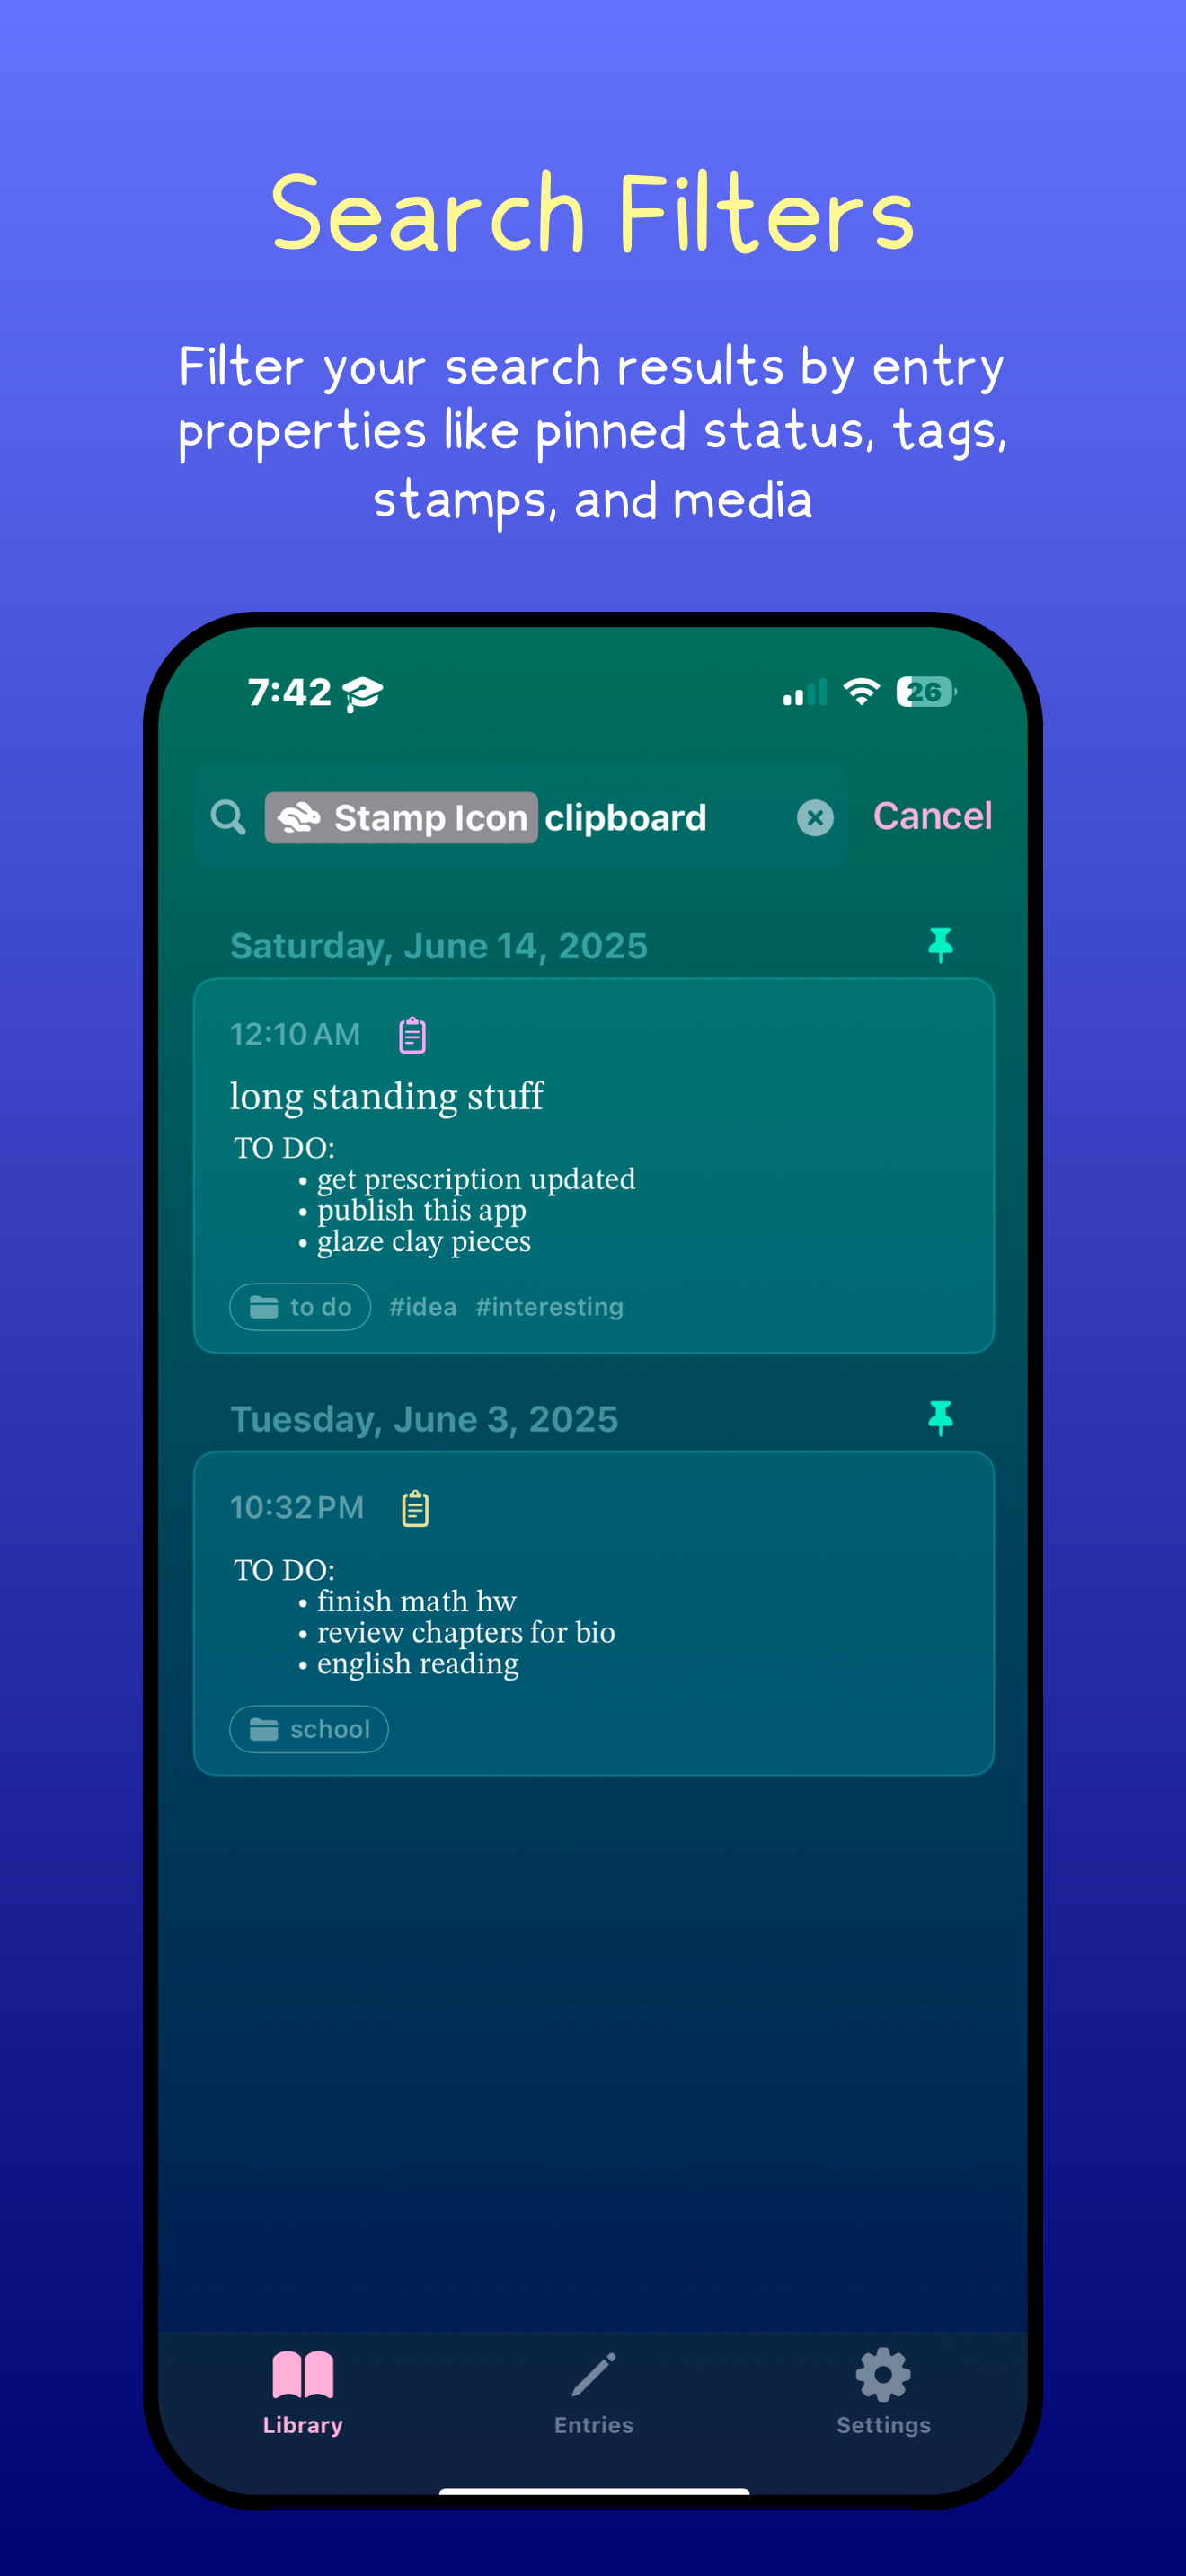 Search Filters
Filter your search results by entry
properties like pinned status, tags,
stamps, and media
7:42
26
Stamp Icon clipboard
Cancel
Saturday, June 14, 2025
12:10 AM
long standing stuff
TO DO:
• get prescription updated
• publish this app
• glaze clay pieces
to do #idea #interesting
Tuesday, June 3, 2025
10:32 PM
TO DO:
• finish math hw
• review chapters for bio
• english reading
school
Library
Entries
Settings